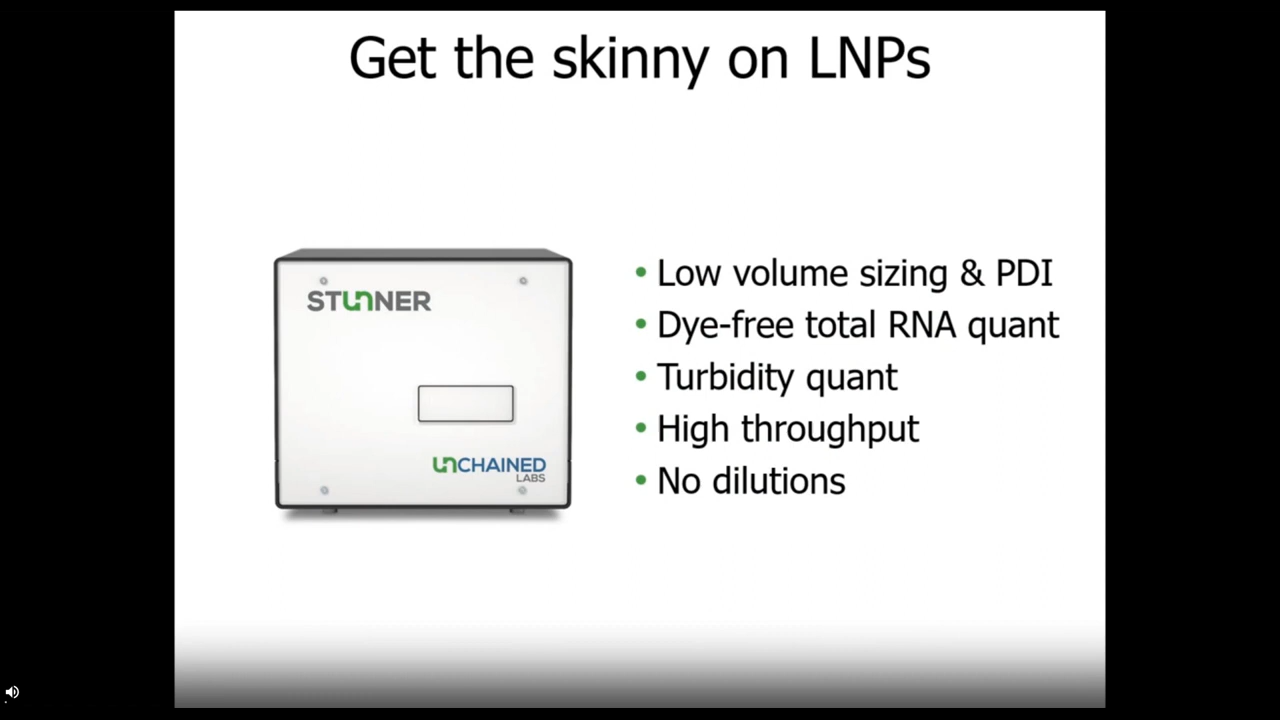 Get the skinny on LNPs
STUNNER
UNCHAINED
LABS
• Low volume sizing & PDI
• Dye-free total RNA quant
• Turbidity quant
• High throughput
• No dilutions